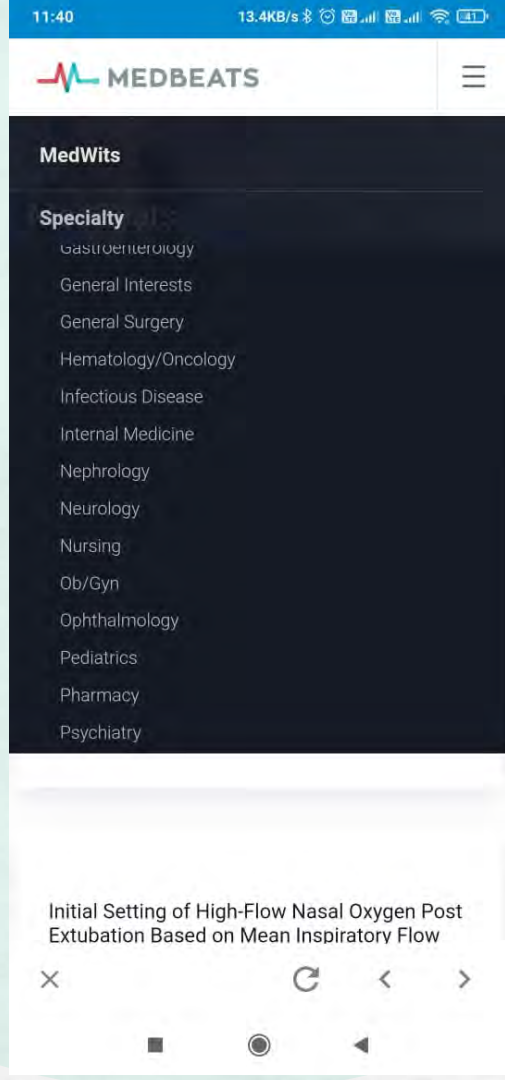 11:40 13.4KB/s 41
MEDBEATS
MedWits
Specialty
Gastroenterology
General Interests
General Surgery
Hematology/Oncology
Infectious Disease
Internal Medicine
Nephrology
Neurology
Nursing
Ob/Gyn
Ophthalmology
Pediatrics
Pharmacy
Psychiatry
Initial Setting of High-Flow Nasal Oxygen Post
Extubation Based on Mean Inspiratory Flow